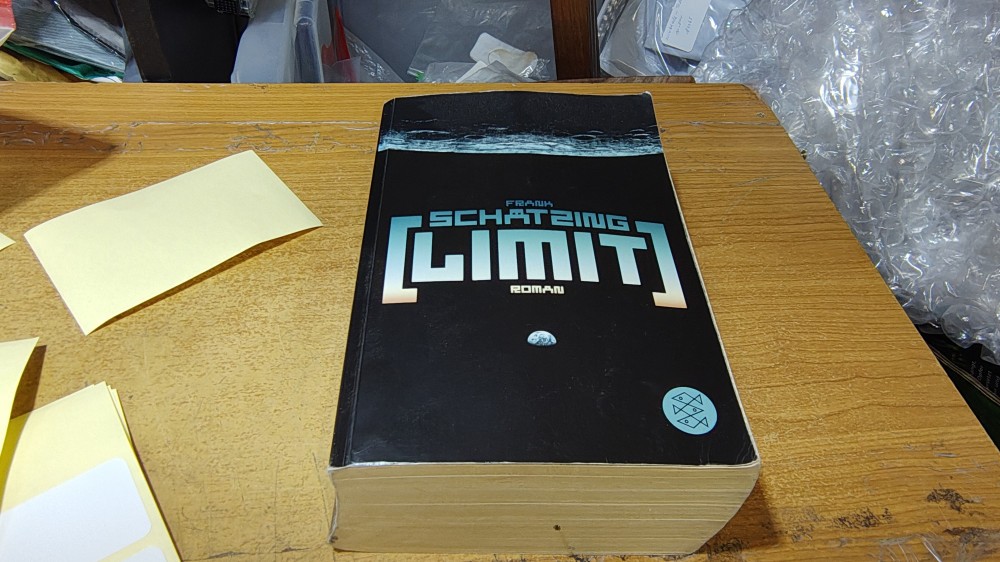 FRANK
SCHÄTZING
[LIMIT]
ROMAN